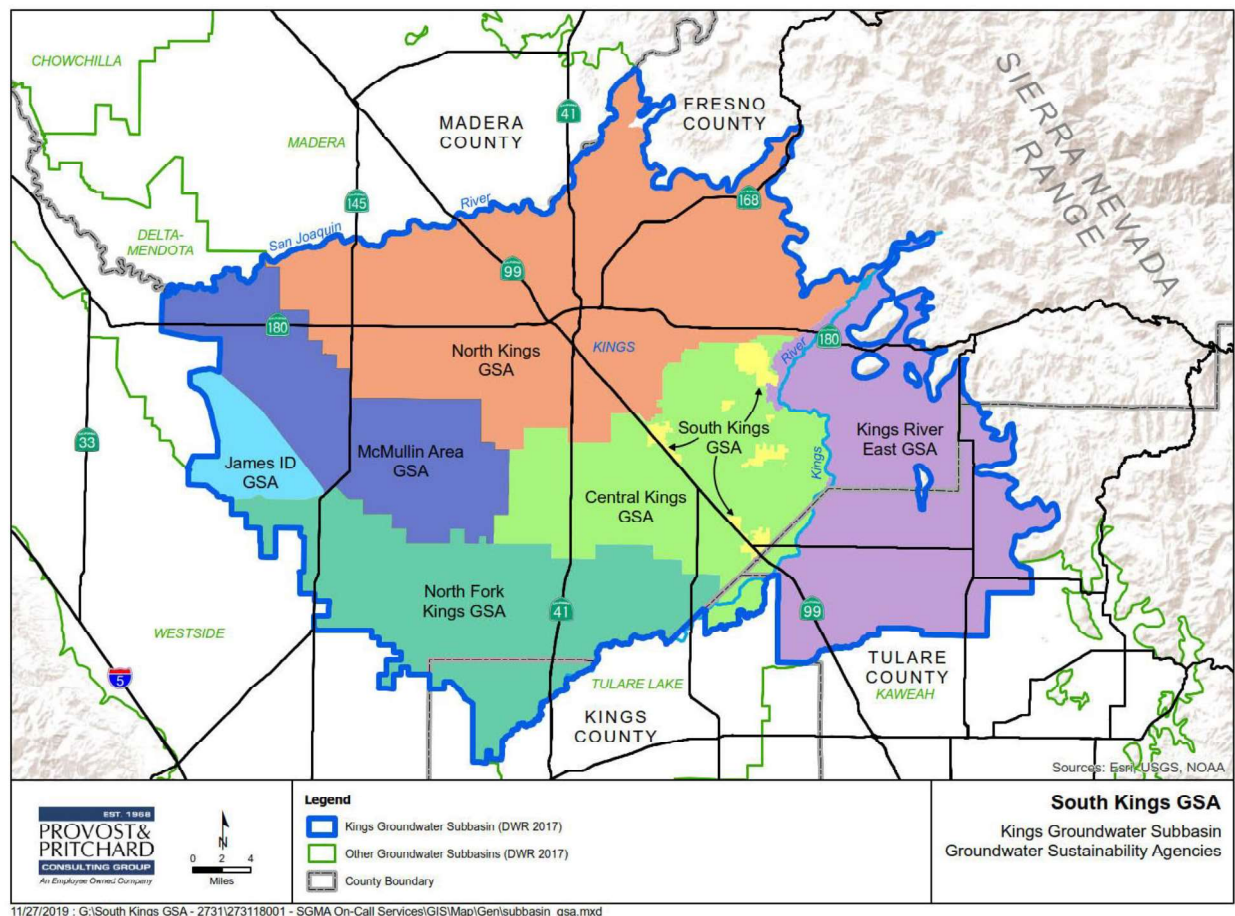 CHOWCHILLA
MADERA
MADERA
COUNTY
FRESNO
COUNTY
SIERRA NEVADA
RANGE
41
145
168
DELTA-
MENDOTA
San Joaquin
River
99
180
180
North Kings
GSA
KINGS
River
33
James ID
GSA
McMullin Area
GSA
South Kings
GSA
Kings River
East GSA
Kings
Central Kings
GSA
North Fork
Kings GSA
41
99
WESTSIDE
5
TULARE LAKE
KINGS
COUNTY
TULARE
COUNTY
KAWEAH
Sources: Esri, USGS, NOAA
EST. 1968
PROVOST&
PRITCHARD
CONSULTING GROUP
An Employee Owned Company
N
0 2 4
Miles
Legend
Kings Groundwater Subbasin (DWR 2017)
Other Groundwater Subbasins (DWR 2017)
County Boundary
South Kings GSA
Kings Groundwater Subbasin
Groundwater Sustainability Agencies
11/27/2019 : G:\South Kings GSA - 2731\273118001 - SGMA On-Call Services\GIS\Map\Gen\subbasin_gsa.mxd